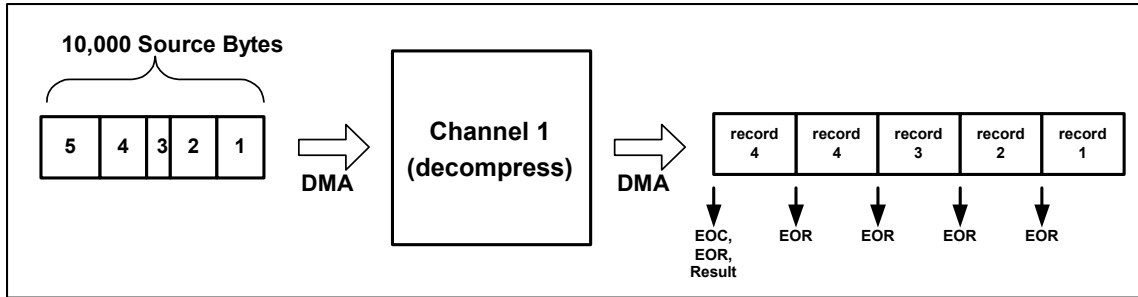 10,000 Source Bytes
5 4 3 2 1
DMA
Channel 1
(decompress)
DMA
record
4
record
4
record
3
record
2
record
1
EOC,
EOR,
Result
EOR
EOR
EOR
EOR